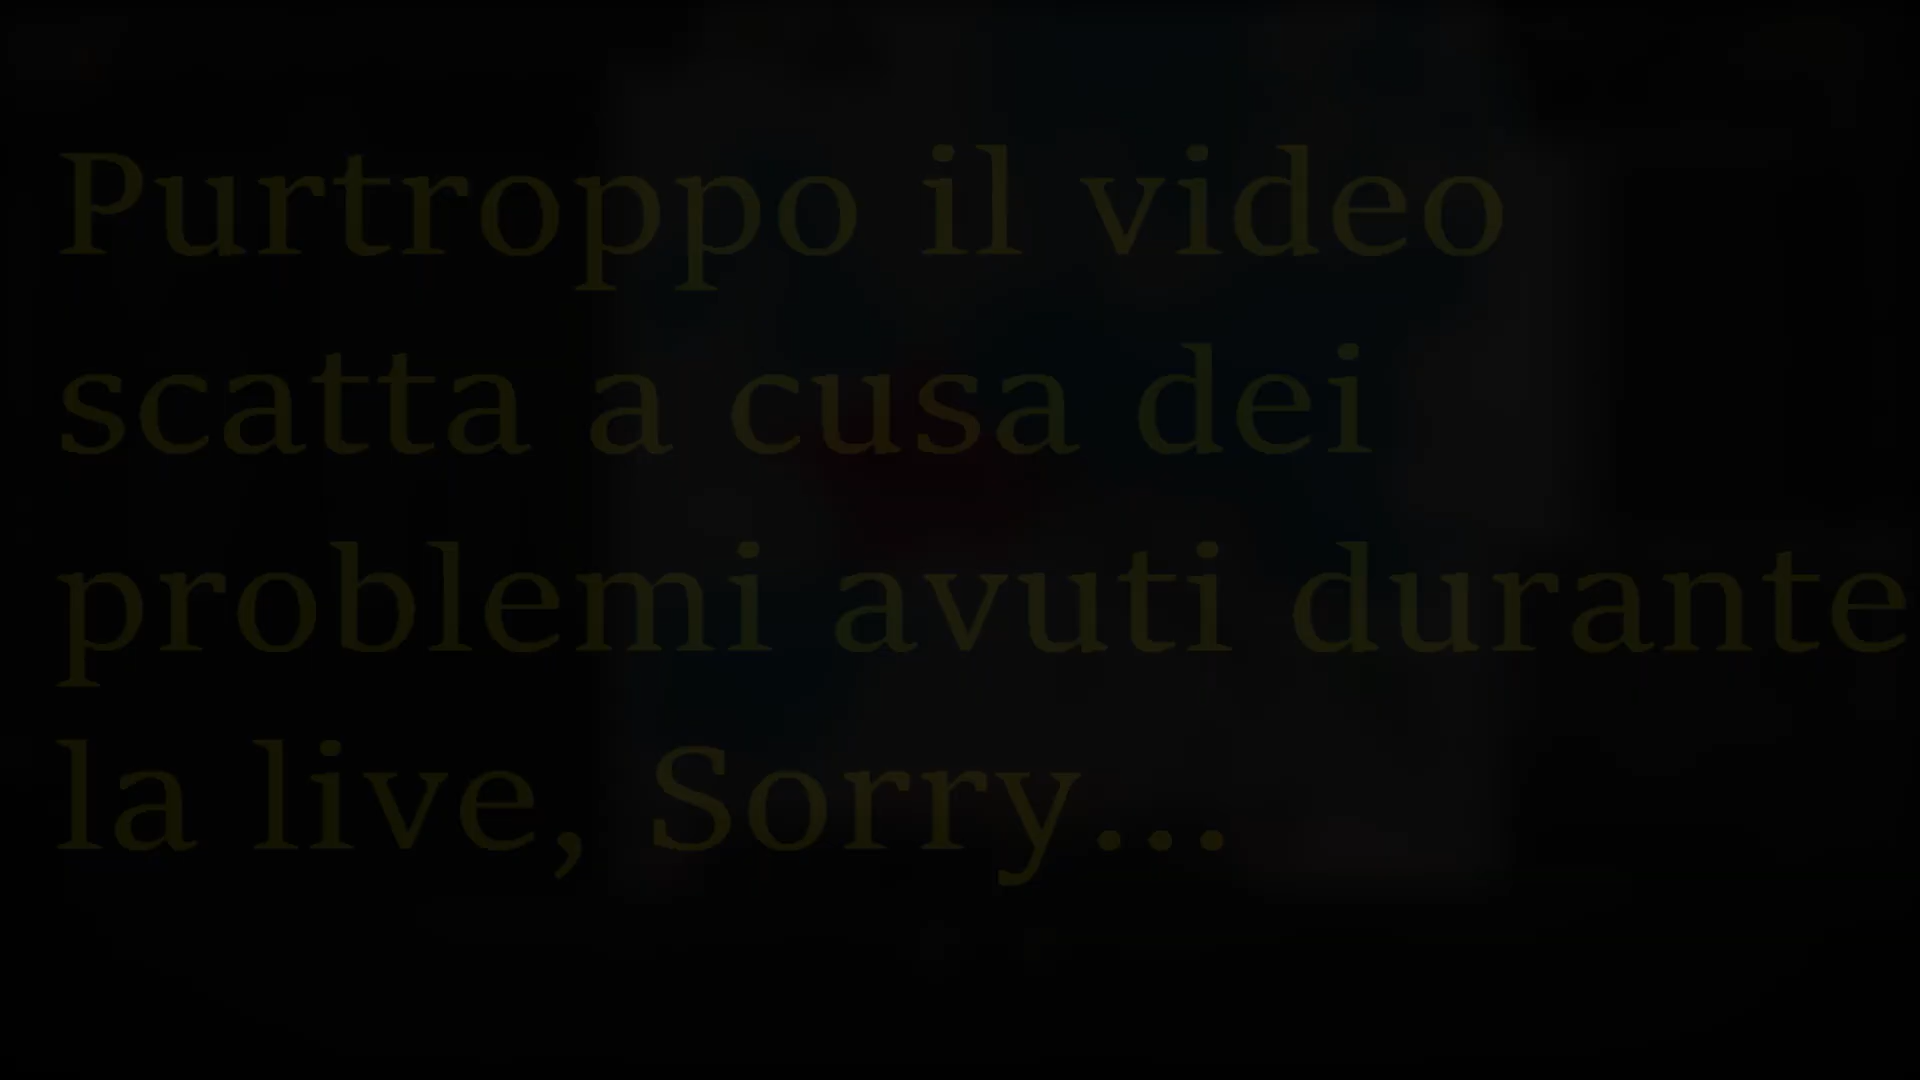 Purtroppo il video
scatta a cusa dei
problemi avuti durante
la live, Sorry...